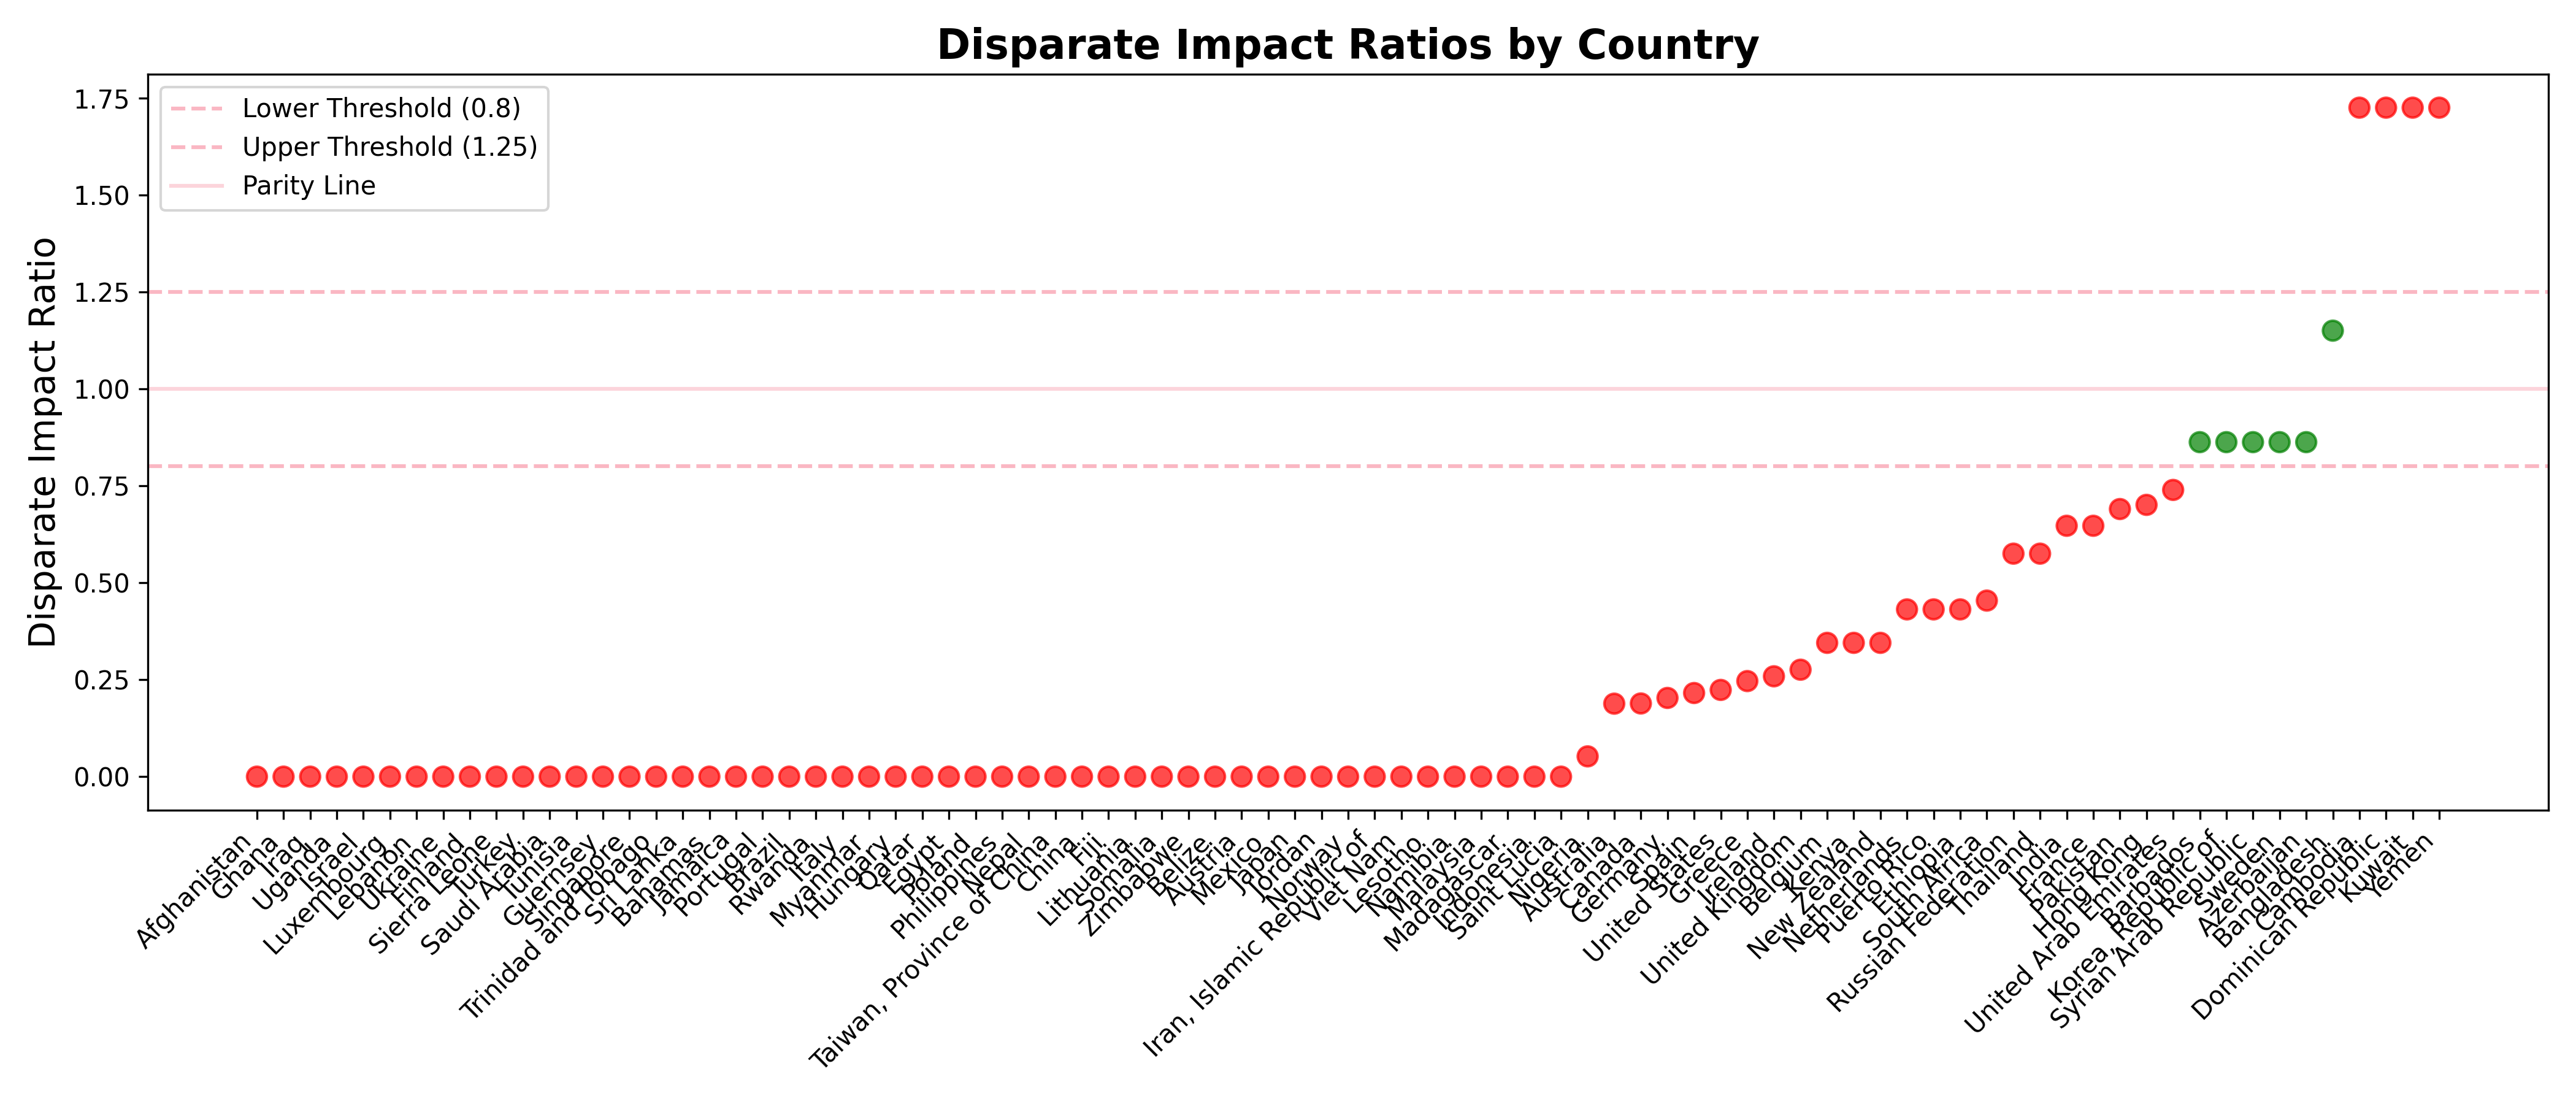 Disparate Impact Ratios by Country
Lower Threshold (0.8)
Upper Threshold (1.25)
Parity Line
Disparate Impact Ratio
1.75
1.50
1.25
1.00
0.75
0.50
0.25
0.00
Afghanistan
Ghana
Iraq
Uganda
Israel
Luxembourg
Lebanon
Ukraine
Finland
Sierra Leone
Turkey
Saudi Arabia
Tunisia
Guernsey
Singapore
Trinidad and Tobago
Sri Lanka
Bahamas
Jamaica
Portugal
Brazil
Rwanda
Italy
Myanmar
Hungary
Qatar
Egypt
Poland
Philippines
Nepal
Taiwan, Province of China
China
Fiji
Lithuania
Somalia
Zimbabwe
Belize
Austria
Mexico
Japan
Jordan
Norway
Iran, Islamic Republic of
Viet Nam
Lesotho
Namibia
Malaysia
Madagascar
Indonesia
Saint Lucia
Nigeria
Australia
Canada
Germany
Spain
United States
Greece
Ireland
United Kingdom
Belgium
Kenya
New Zealand
Netherlands
Puerto Rico
Ethiopia
South Africa
Russian Federation
Thailand
India
France
Pakistan
Hong Kong
United Arab Emirates
Barbados
Korea, Republic of
Syrian Arab Republic
Sweden
Azerbaijan
Bangladesh
Cambodia
Dominican Republic
Kuwait
Yemen